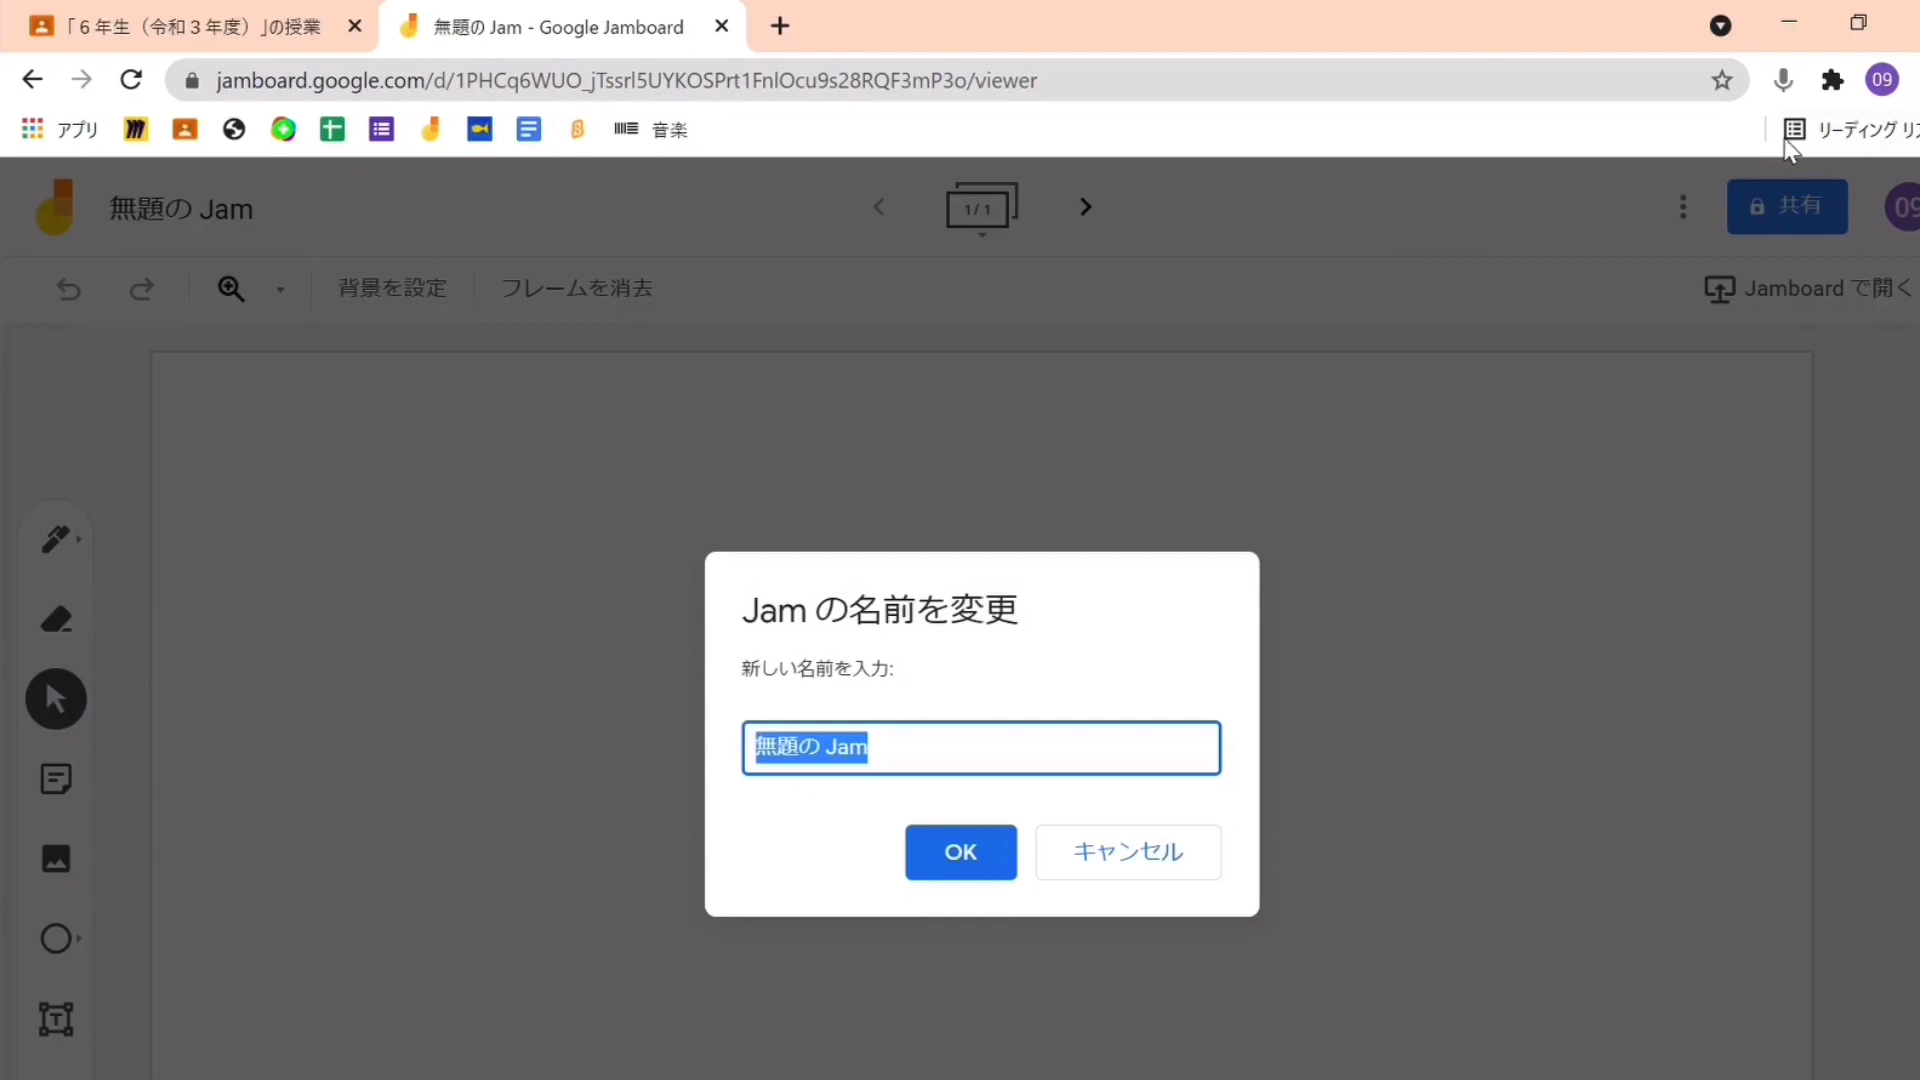 「６年生（令和３年度）」の授業
無題の Jam - Google Jamboard
jamboard.google.com/d/1PHCq6WUO_jTssrl5UYKOSPrt1FnlOcu9s28RQF3mP3o/viewer
09
アプリ
音楽
リーディング リ
無題の Jam
1 / 1
共有
09
背景を設定
フレームを消去
Jamboard で開く
Jam の名前を変更
新しい名前を入力:
無題の Jam
OK
キャンセル